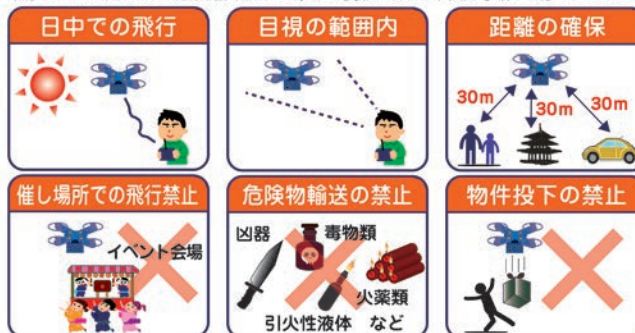 日中での飛行
目視の範囲内
距離の確保
30m
30m
30m
催し場所での飛行禁止
イベント会場
危険物輸送の禁止
凶器
毒物類
火薬類
引火性液体 など
物件投下の禁止